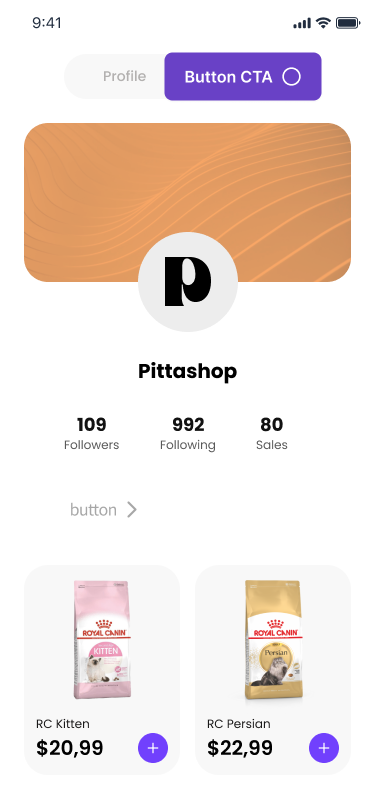 9:41
Profile
Button CTA
p
Pittashop
109 992 80
Followers Following Sales
button
ROYAL CANIN
KITTEN
ROYAL CANIN
Persian
RC Kitten
$20,99
RC Persian
$22,99